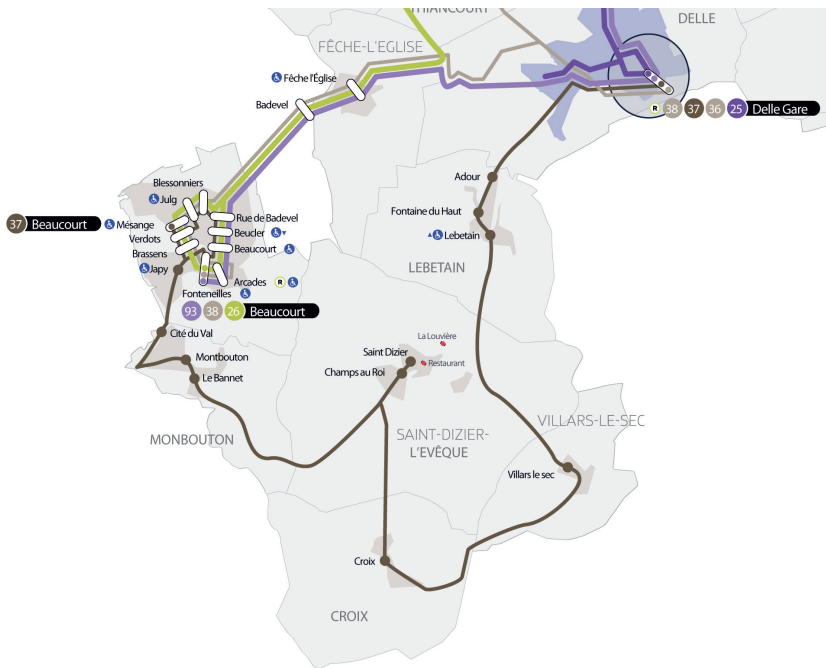 THIANCOURT
DELLE
FÊCHE-L'EGLISE
Fêche l'Église
Badevel
R 38 37 36 25 Delle Gare
Blessonniers
Julg
Adour
37 Beaucourt
Mésange
Rue de Badevel
Fontaine du Haut
Verdots
Beucler
Lebetain
Brassens
Beaucourt
LEBETAIN
Japy
Arcades R
Fonteneilles
93 38 26 Beaucourt
Cité du Val
La Louvière
Montbouton
Saint Dizier
Restaurant
Champs au Roi
Le Bannet
MONBOUTON
SAINT-DIZIER-
L'EVÊQUE
VILLARS-LE-SEC
Villars le sec
Croix
CROIX